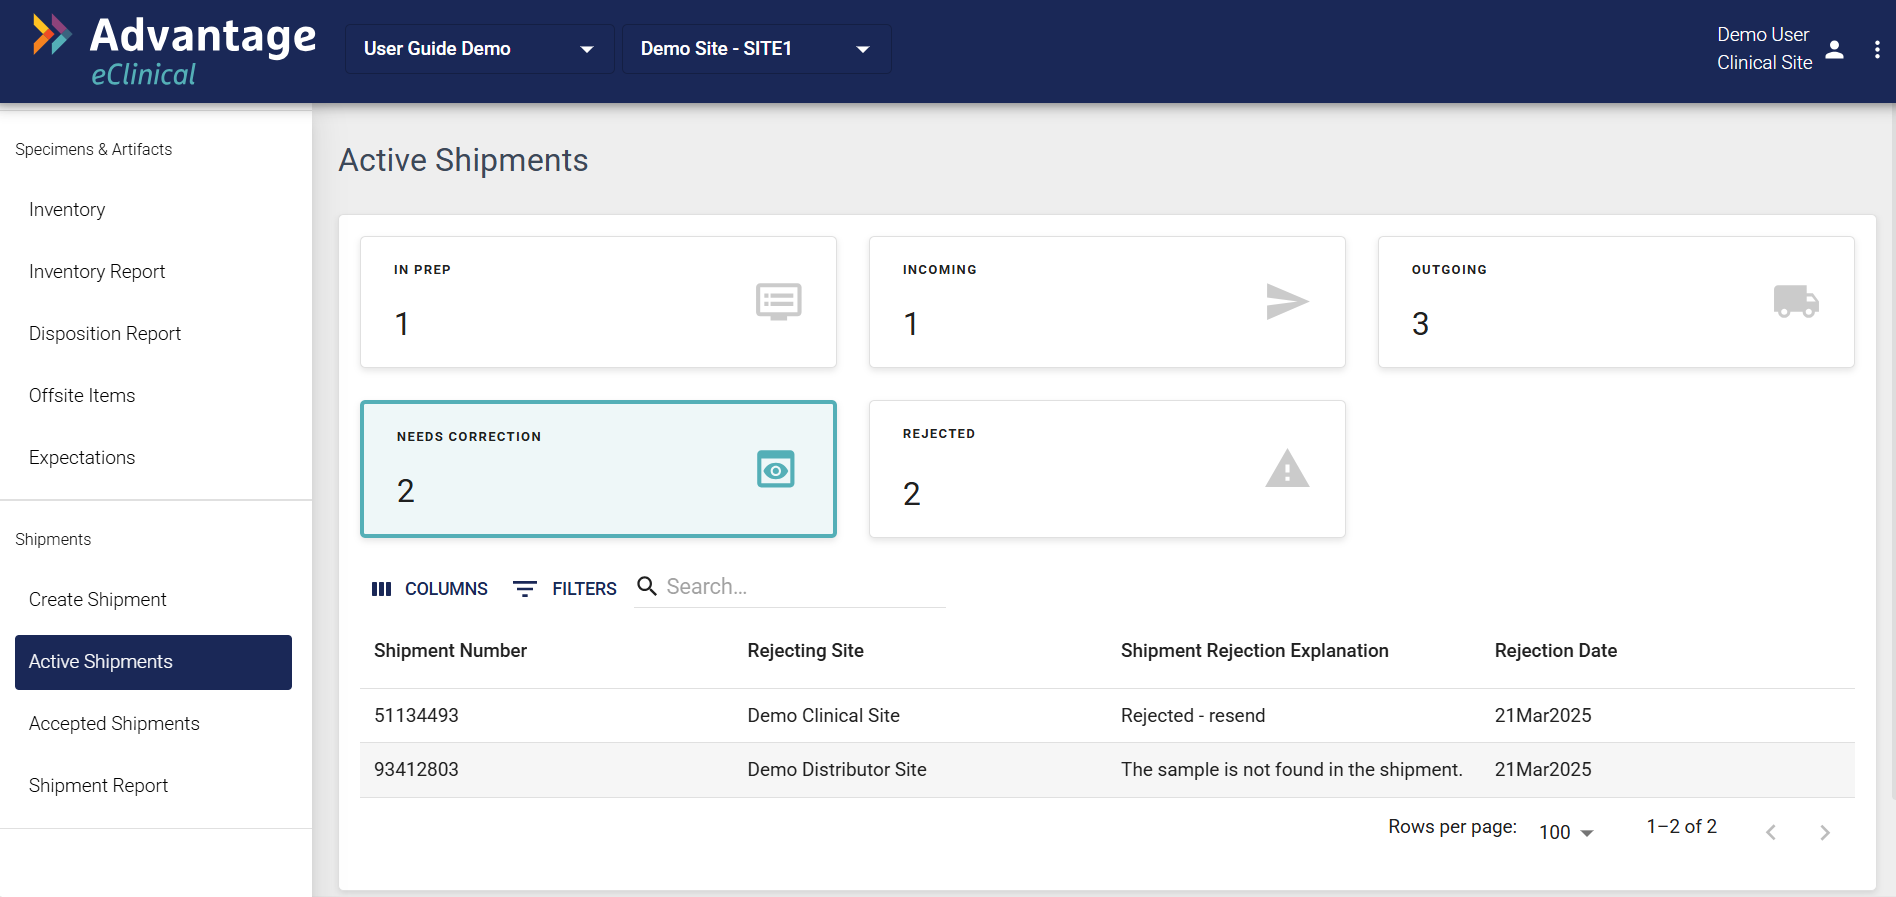 Advantage
eClinical
User Guide Demo
Demo Site - SITE1
Demo User
Clinical Site
Specimens & Artifacts
Inventory
Inventory Report
Disposition Report
Offsite Items
Expectations
Shipments
Create Shipment
Active Shipments
Accepted Shipments
Shipment Report
Active Shipments
IN PREP
1
INCOMING
1
OUTGOING
3
NEEDS CORRECTION
2
REJECTED
2
COLUMNS
FILTERS
Search...
Shipment Number Rejecting Site Shipment Rejection Explanation Rejection Date
51134493 Demo Clinical Site Rejected - resend 21Mar2025
93412803 Demo Distributor Site The sample is not found in the shipment. 21Mar2025
Rows per page: 100 1–2 of 2